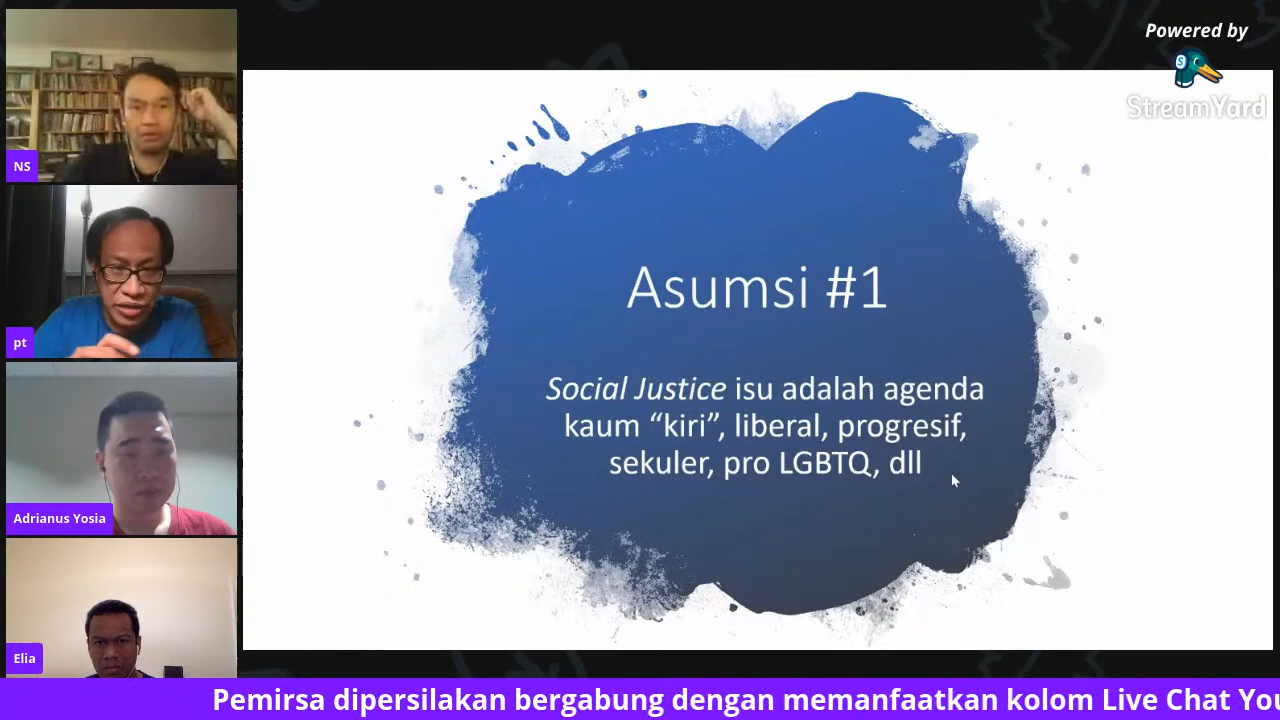 Powered by
StreamYard
NS
pt
Adrianus Yosia
Elia
Asumsi #1
Social Justice isu adalah agenda
kaum “kiri”, liberal, progresif,
sekuler, pro LGBTQ, dll
Pemirsa dipersilakan bergabung dengan memanfaatkan kolom Live Chat You